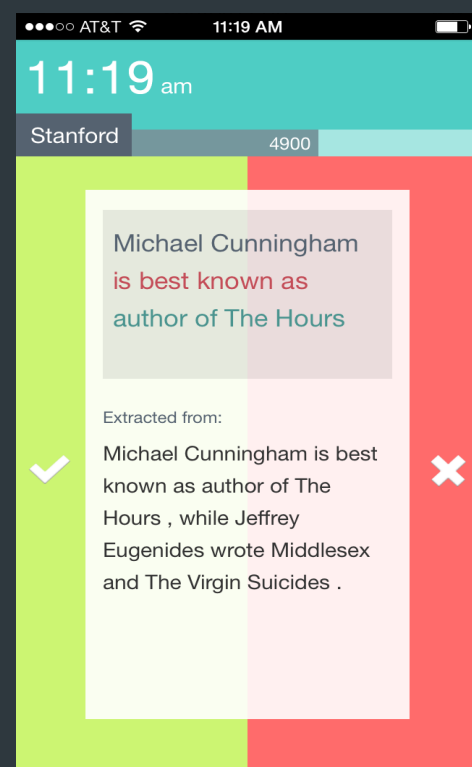 AT&T 11:19 AM
11:19 am
Stanford
4900
Michael Cunningham
is best known as
author of The Hours
Extracted from:
Michael Cunningham is best
known as author of The
Hours , while Jeffrey
Eugenides wrote Middlesex
and The Virgin Suicides .